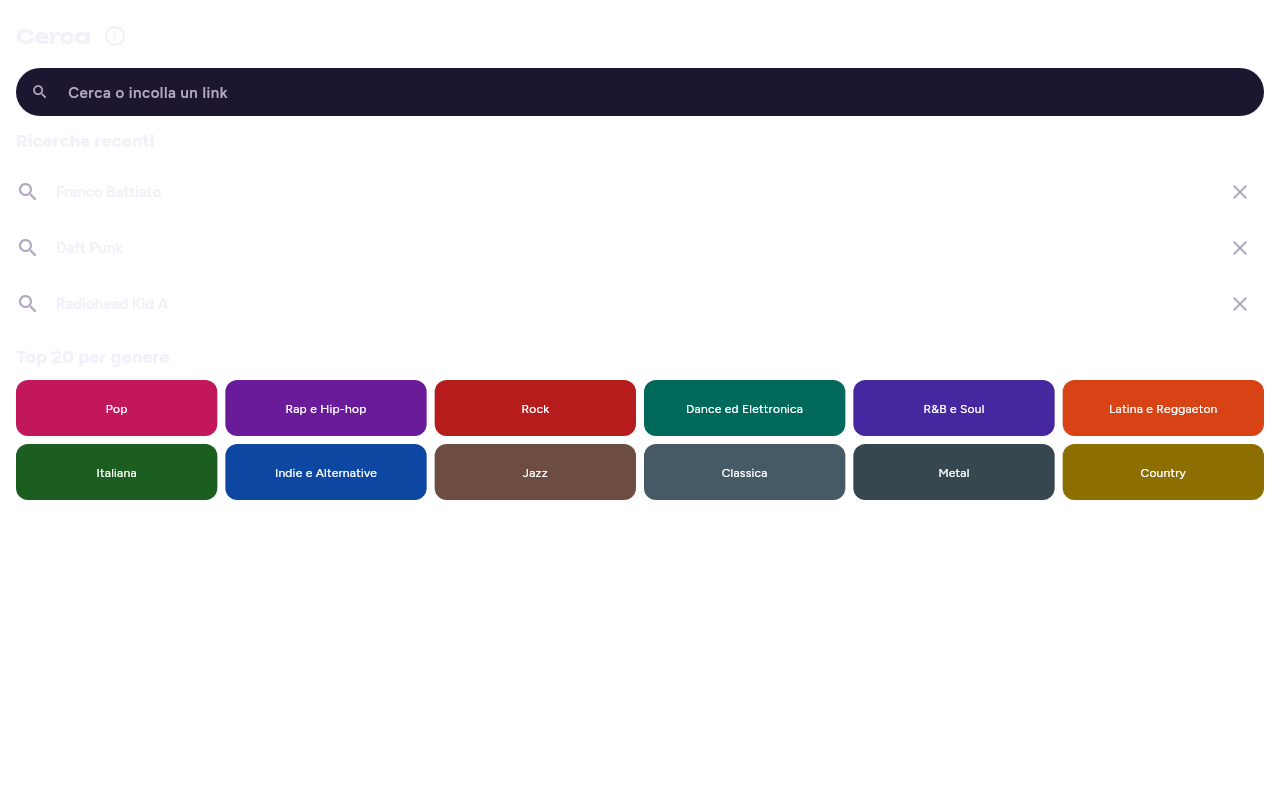 Cerca
Cerca o incolla un link
Ricerche recenti
Franco Battiato
Daft Punk
Radiohead Kid A
Top 20 per genere
Pop
Rap e Hip-hop
Rock
Dance ed Elettronica
R&B e Soul
Latina e Reggaeton
Italiana
Indie e Alternative
Jazz
Classica
Metal
Country